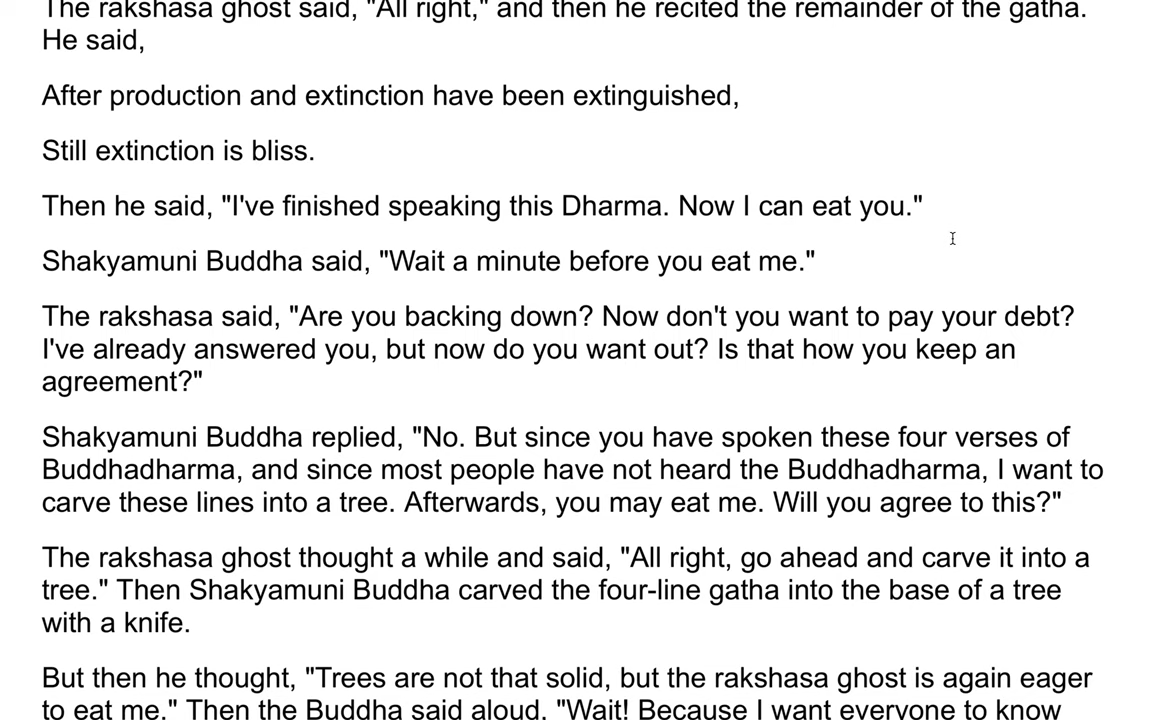 The rakshasa ghost said, "All right," and then he recited the remainder of the gatha.
He said,
After production and extinction have been extinguished,
Still extinction is bliss.
Then he said, "I've finished speaking this Dharma. Now I can eat you."
Shakyamuni Buddha said, "Wait a minute before you eat me."
The rakshasa said, "Are you backing down? Now don't you want to pay your debt?
I've already answered you, but now do you want out? Is that how you keep an
agreement?"
Shakyamuni Buddha replied, "No. But since you have spoken these four verses of
Buddhadharma, and since most people have not heard the Buddhadharma, I want to
carve these lines into a tree. Afterwards, you may eat me. Will you agree to this?"
The rakshasa ghost thought a while and said, "All right, go ahead and carve it into a
tree." Then Shakyamuni Buddha carved the four-line gatha into the base of a tree
with a knife.
But then he thought, "Trees are not that solid, but the rakshasa ghost is again eager
to eat me." Then the Buddha said aloud, "Wait! Because I want everyone to know